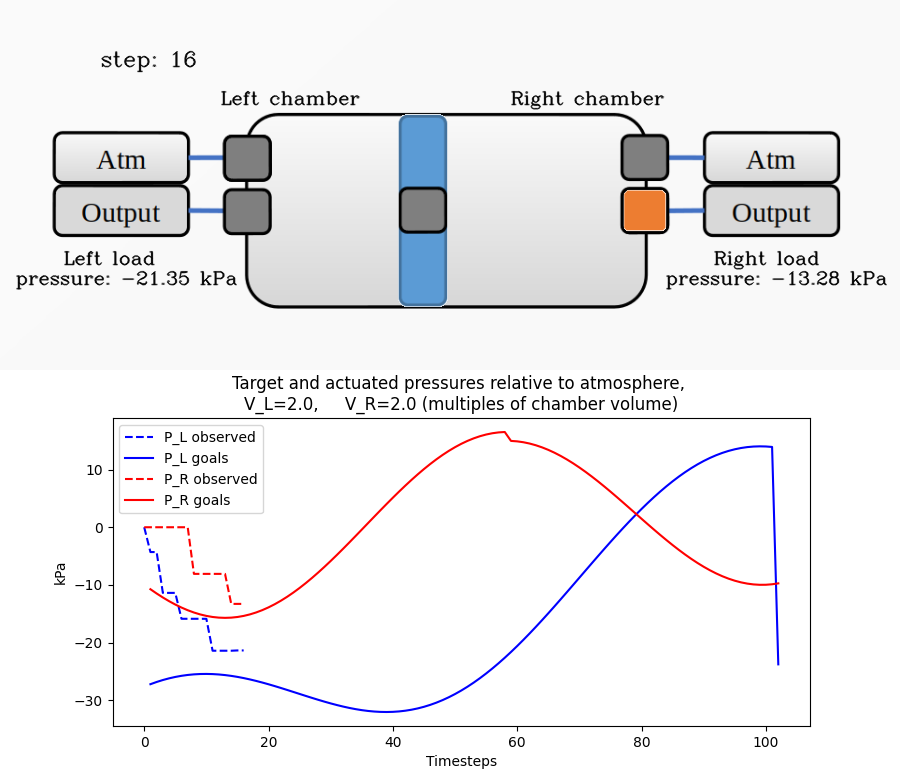 step: 16
Left chamber
Right chamber
Atm
Atm
Output
Output
Left load
pressure: -21.35 kPa
Right load
pressure: -13.28 kPa
Target and actuated pressures relative to atmosphere,
V_L=2.0, V_R=2.0 (multiples of chamber volume)
P_L observed
P_L goals
P_R observed
P_R goals
10
0
−10
−20
−30
kPa
0 20 40 60 80 100
Timesteps